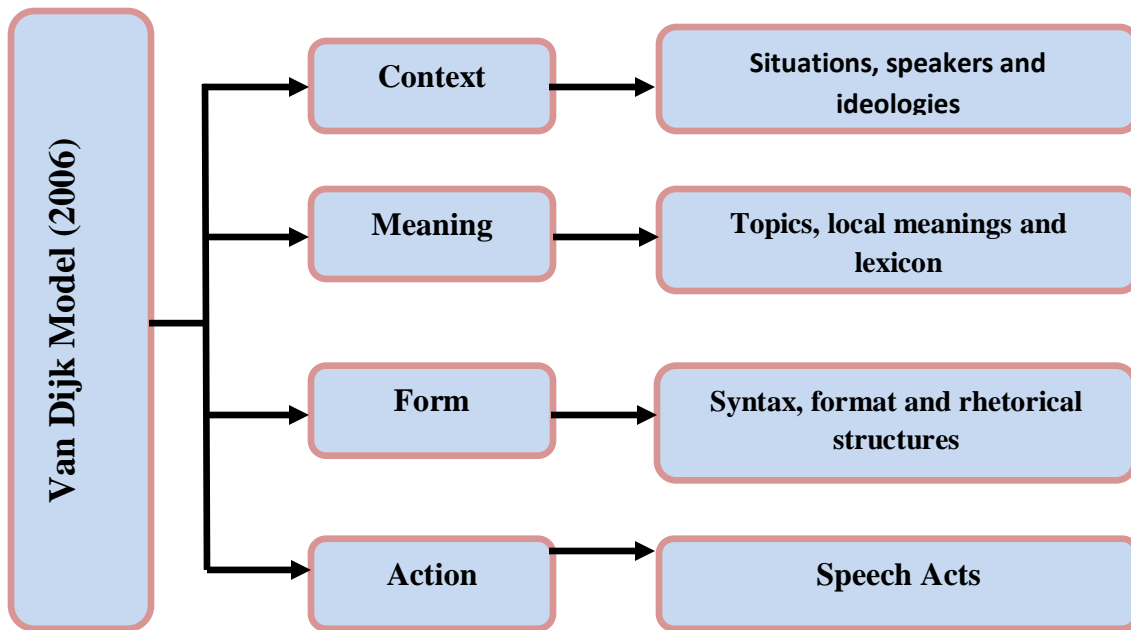 Van Dijk Model (2006)
Context
Situations, speakers and
ideologies
Meaning
Topics, local meanings and
lexicon
Form
Syntax, format and rhetorical
structures
Action
Speech Acts